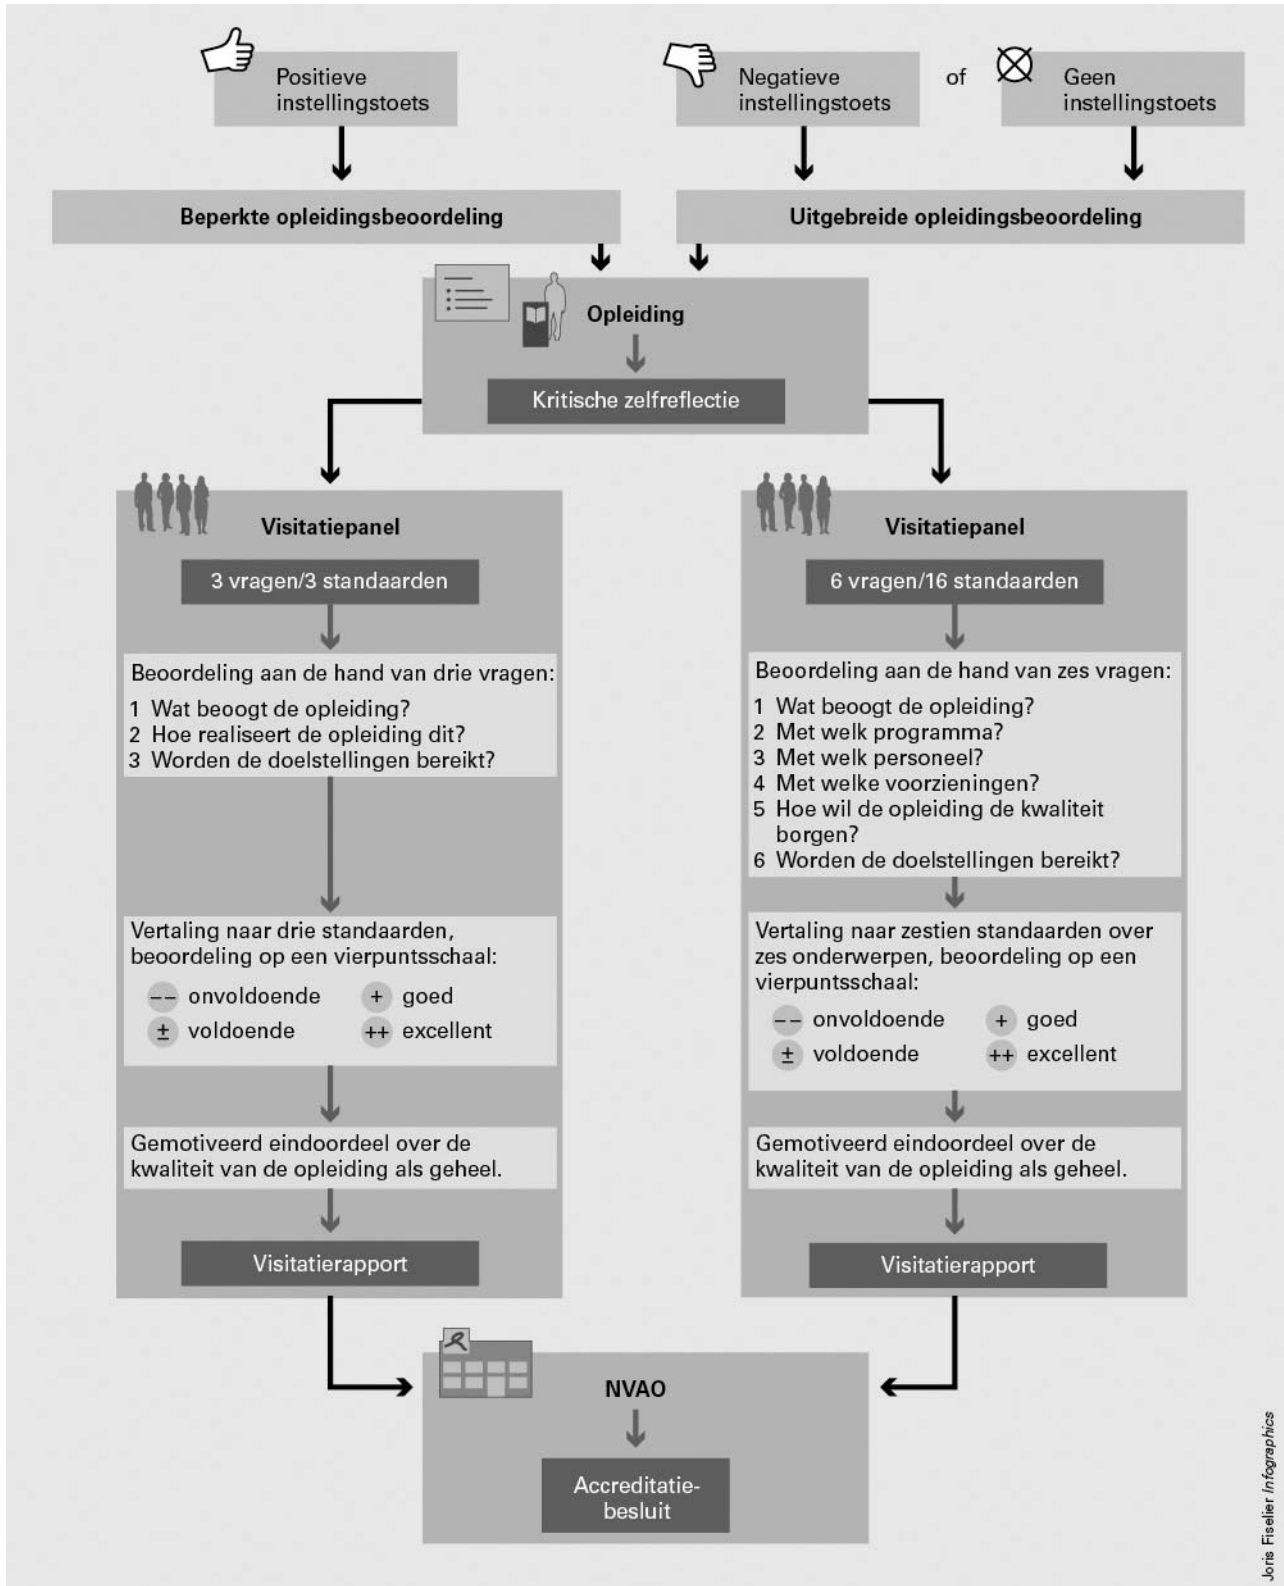 Positieve
instellingstoets
Negatieve
instellingstoets
of
Geen
instellingstoets
Beperkte opleidingsbeoordeling
Uitgebreide opleidingsbeoordeling
Opleiding
Kritische zelfreflectie
Visitatiepanel
3 vragen/3 standaarden
Beoordeling aan de hand van drie vragen:
1 Wat beoogt de opleiding?
2 Hoe realiseert de opleiding dit?
3 Worden de doelstellingen bereikt?
Vertaling naar drie standaarden,
beoordeling op een vierpuntsschaal:
-- onvoldoende
+ goed
± voldoende
++ excellent
Gemotiveerd eindoordeel over de
kwaliteit van de opleiding als geheel.
Visitatierapport
Visitatiepanel
6 vragen/16 standaarden
Beoordeling aan de hand van zes vragen:
1 Wat beoogt de opleiding?
2 Met welk programma?
3 Met welk personeel?
4 Met welke voorzieningen?
5 Hoe wil de opleiding de kwaliteit
borgen?
6 Worden de doelstellingen bereikt?
Vertaling naar zestien standaarden over
zes onderwerpen, beoordeling op een
vierpuntsschaal:
-- onvoldoende
+ goed
± voldoende
++ excellent
Gemotiveerd eindoordeel over de
kwaliteit van de opleiding als geheel.
Visitatierapport
NVAO
Accreditatie-
besluit
Joris Fiselier Infographics